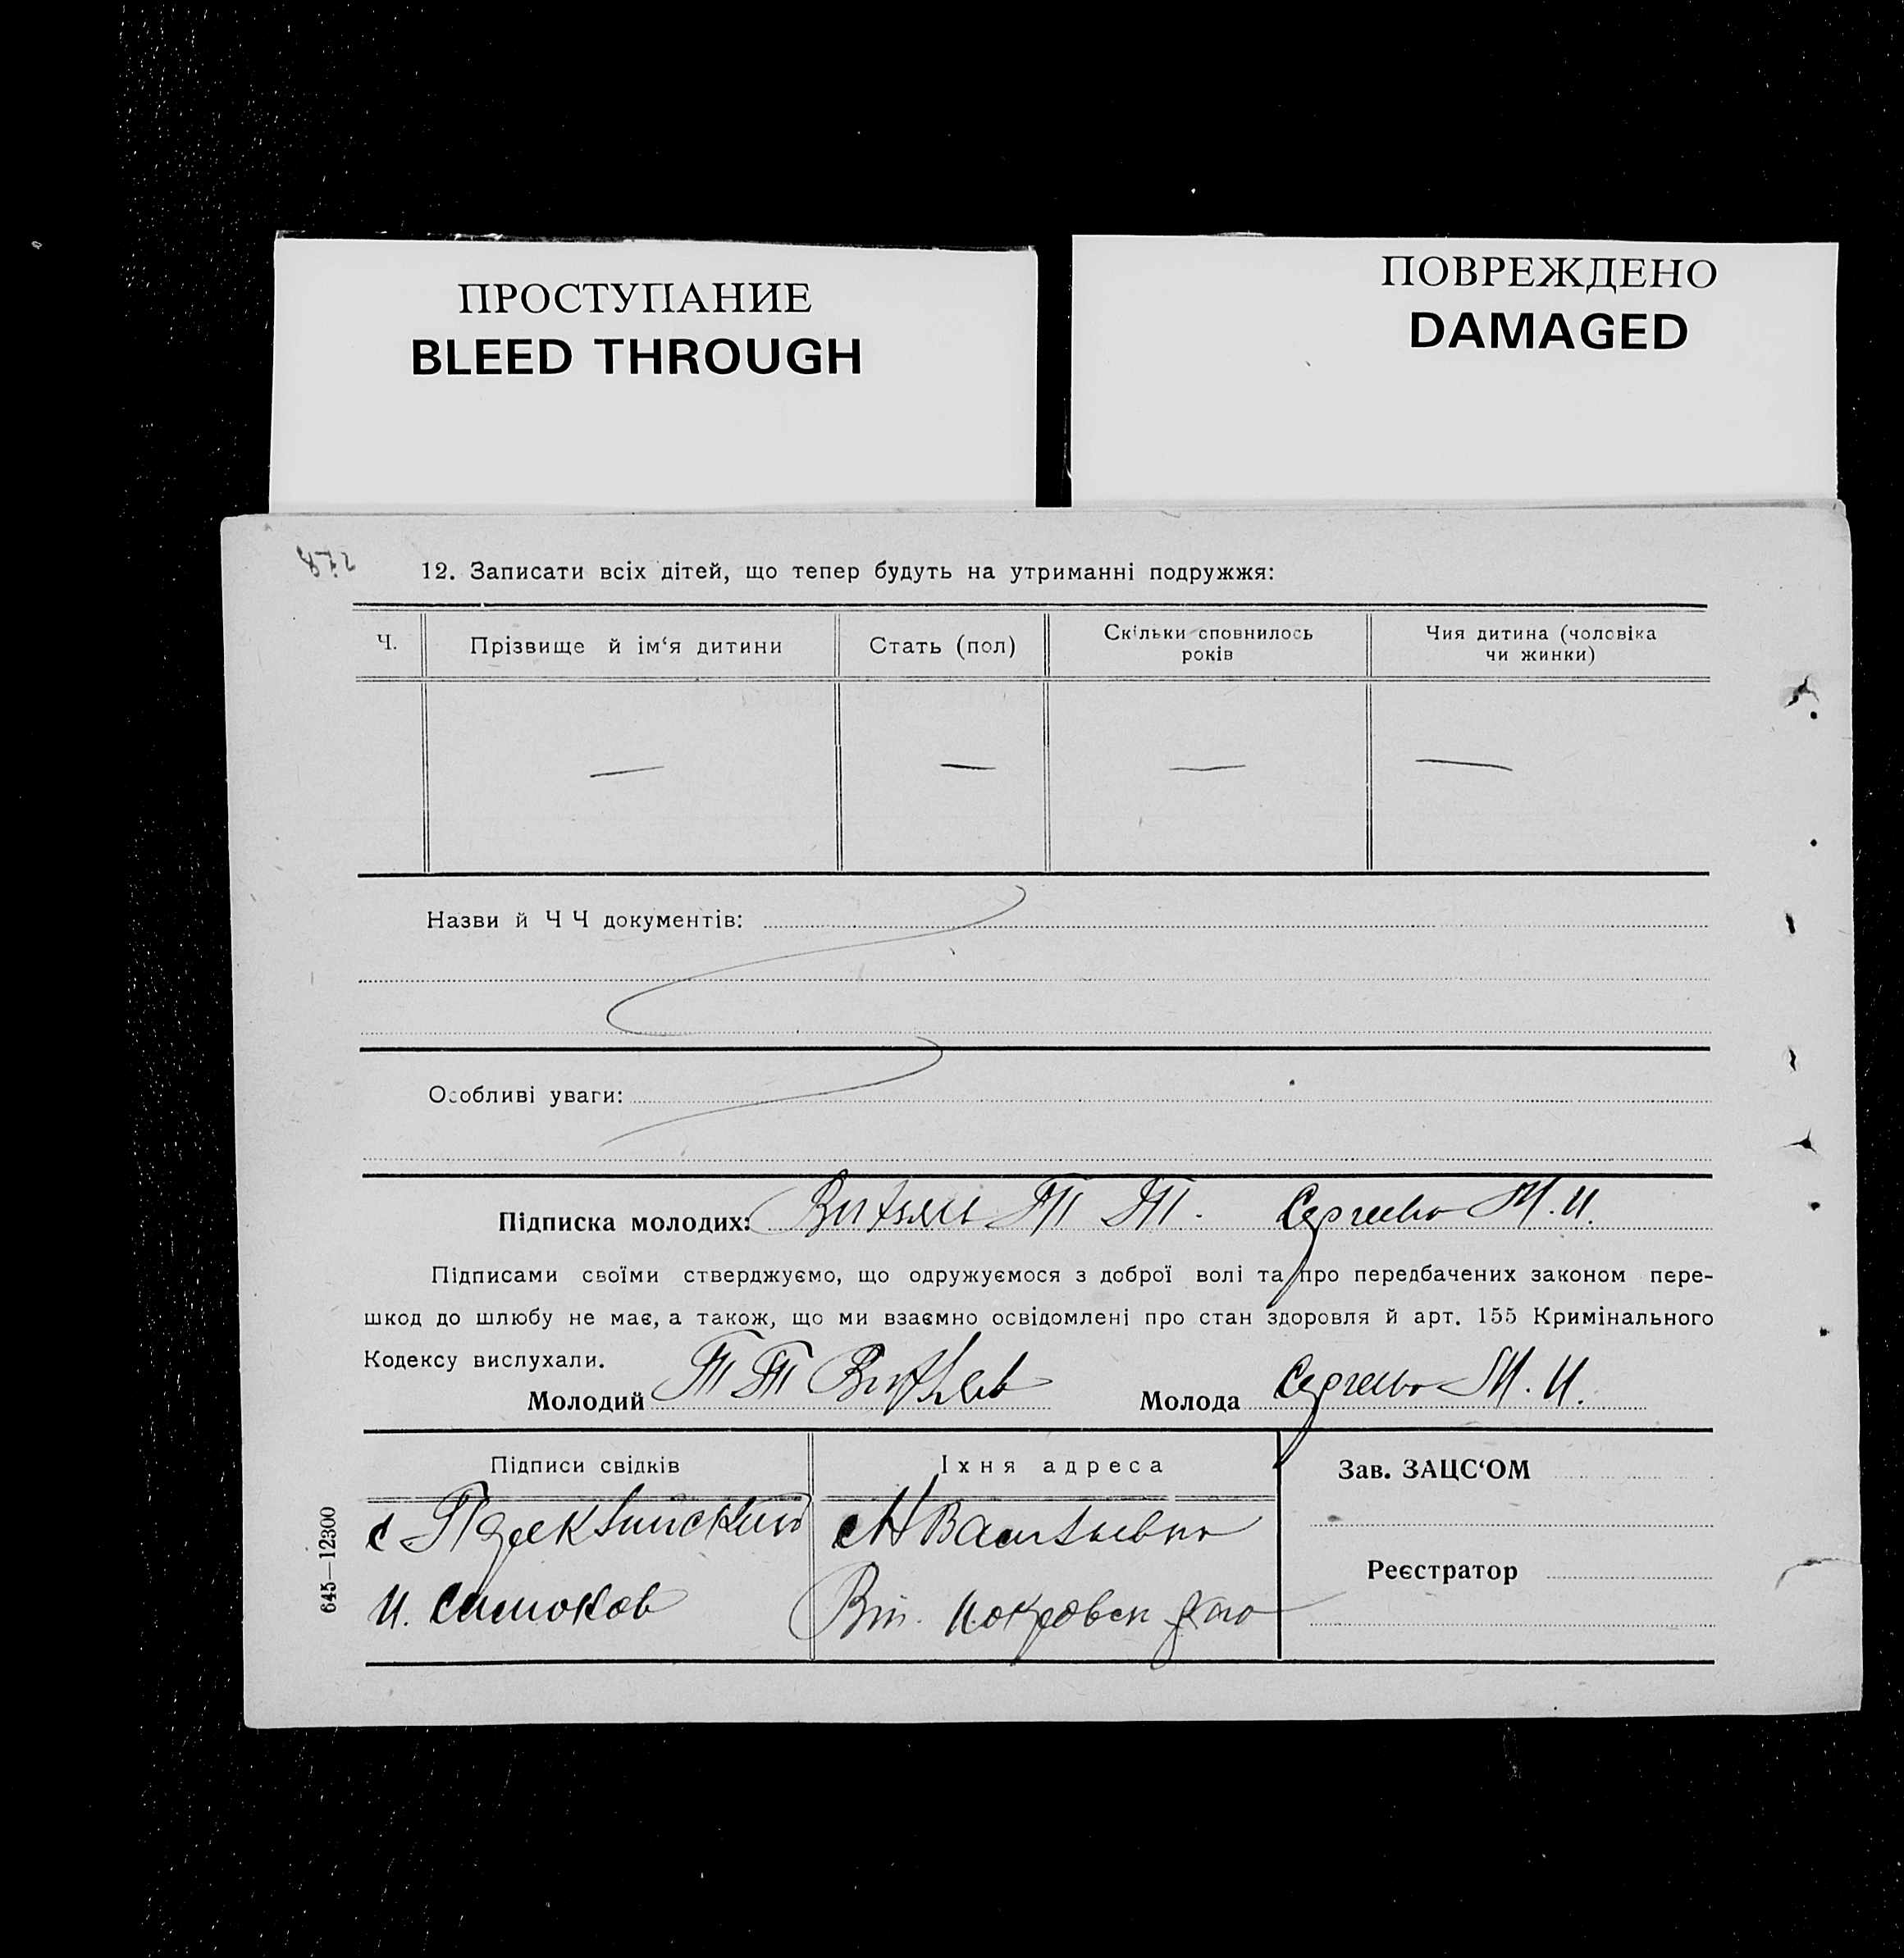 ПРОСТУПАНИЕ
BLEED THROUGH
ПОВРЕЖДЕНО
DAMAGED
12. Записати всіх дітей, що тепер будуть на утриманні подружжя:
Ч.
Прізвище й ім‘я дитини
Стать (пол)
Скільки сповнилось
років
Чия дитина (чоловіка
чи жинки)
— — — —
Назви й Ч Ч документів:
Особливі уваги:
Підписка молодих: Т Т. М. И.
Підписами своїми стверджуємо, що одружуємося з доброї волі та про передбачених законом пере-
шкод до шлюбу не має, а також, що ми взаємно освідомлені про стан здоровля й арт. 155 Кримінального
Кодексу вислухали.
Молодий Т Т Молода М. И.
Підписи свідків
Їхня адреса
Зав. ЗАЦС‘ОМ
Реєстратор
И.
645—12300